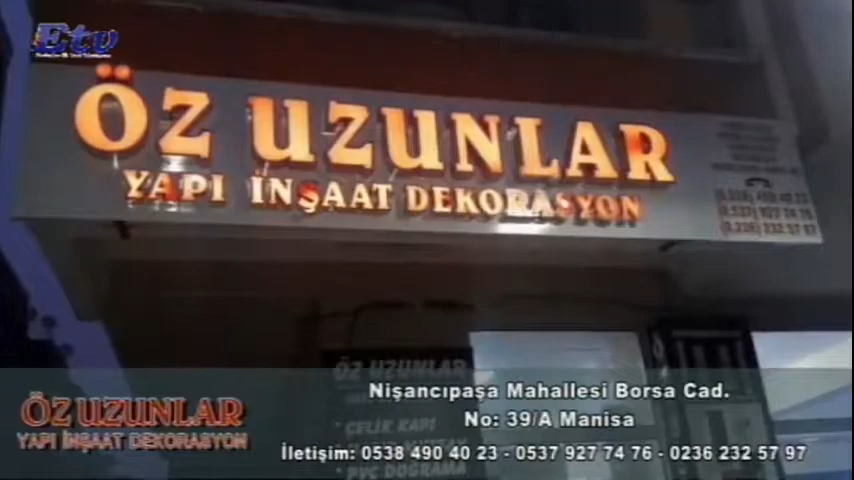 Etv
ÖZ UZUNLAR
YAPI İNŞAAT DEKORASYON
ÖZ UZUNLAR
ÇELİK KAPI
PVC DOĞRAMA
ÖZ UZUNLAR
YAPI İNŞAAT DEKORASYON
Nişancıpaşa Mahallesi Borsa Cad.
No: 39/A Manisa
İletişim: 0538 490 40 23 - 0537 927 74 76 - 0236 232 57 97